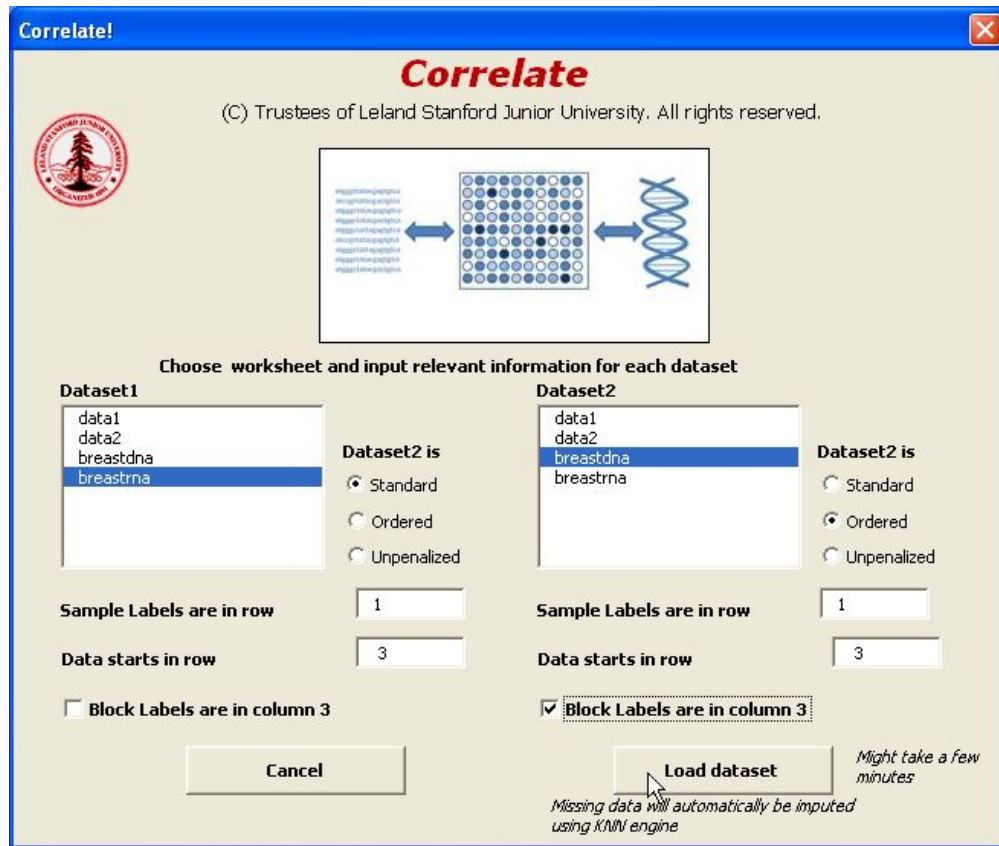 Correlate!
Correlate
(C) Trustees of Leland Stanford Junior University. All rights reserved.
Choose worksheet and input relevant information for each dataset
Dataset1
data1
data2
breastdna
breastrna
Dataset2 is
Standard
Ordered
Unpenalized
Sample Labels are in row
1
Data starts in row
3
Block Labels are in column 3
Dataset2
data1
data2
breastdna
breastrna
Dataset2 is
Standard
Ordered
Unpenalized
Sample Labels are in row
1
Data starts in row
3
Block Labels are in column 3
Cancel
Load dataset
Might take a few
minutes
Missing data will automatically be imputed
using KNN engine